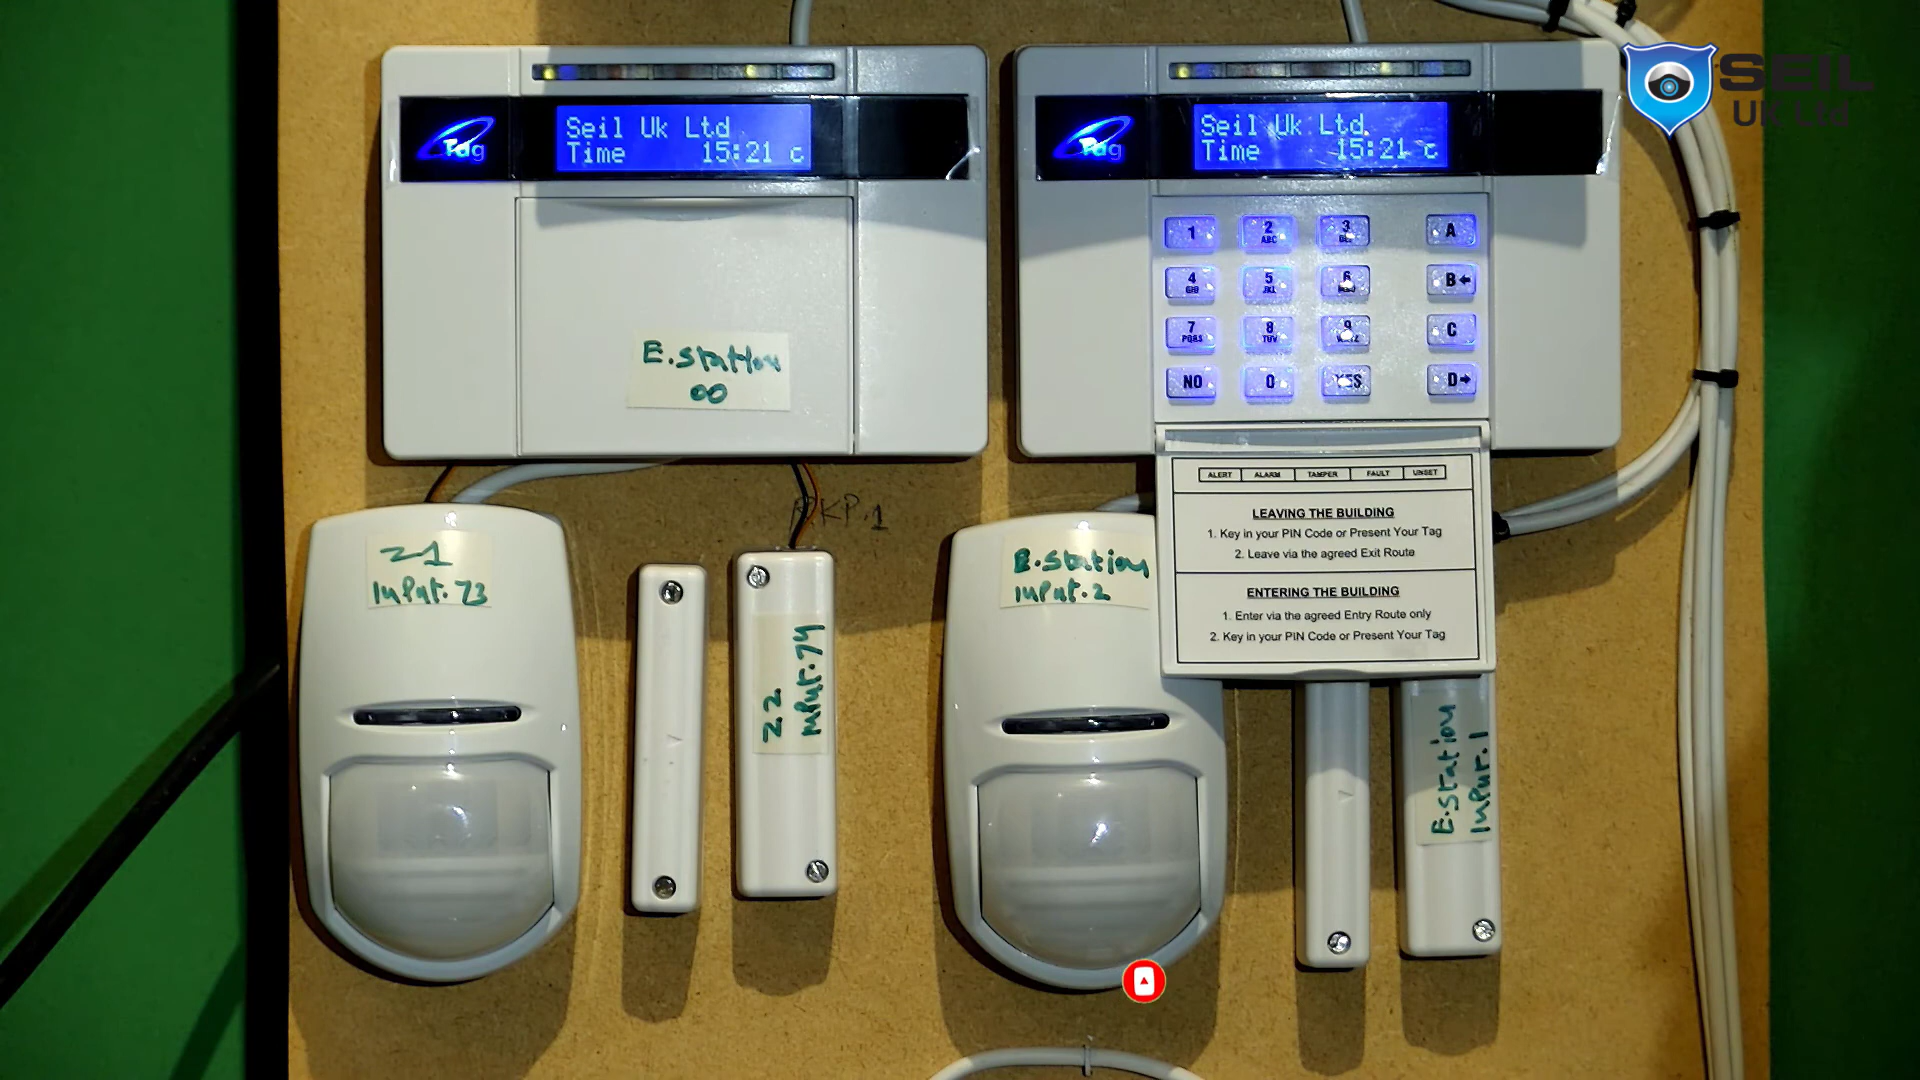 SEIL
UK Ltd
Tag
Seil Uk Ltd
Time 15:21 c
E.station
00
Tag
Seil Uk Ltd
Time 15:21 c
1
2
ABC
3
DEF
A
4
GHI
5
JKL
6
B
7
PQRS
8
TUV
9
WXYZ
C
NO
0
YES
D
ALERT ALARM TAMPER FAULT UNSET
LEAVING THE BUILDING
1. Key in your PIN Code or Present Your Tag
2. Leave via the agreed Exit Route
ENTERING THE BUILDING
1. Enter via the agreed Entry Route only
2. Key in your PIN Code or Present Your Tag
RKP.1
Z1
Input.73
Z2
Input.74
E.station
Input.2
E.station
Input.1